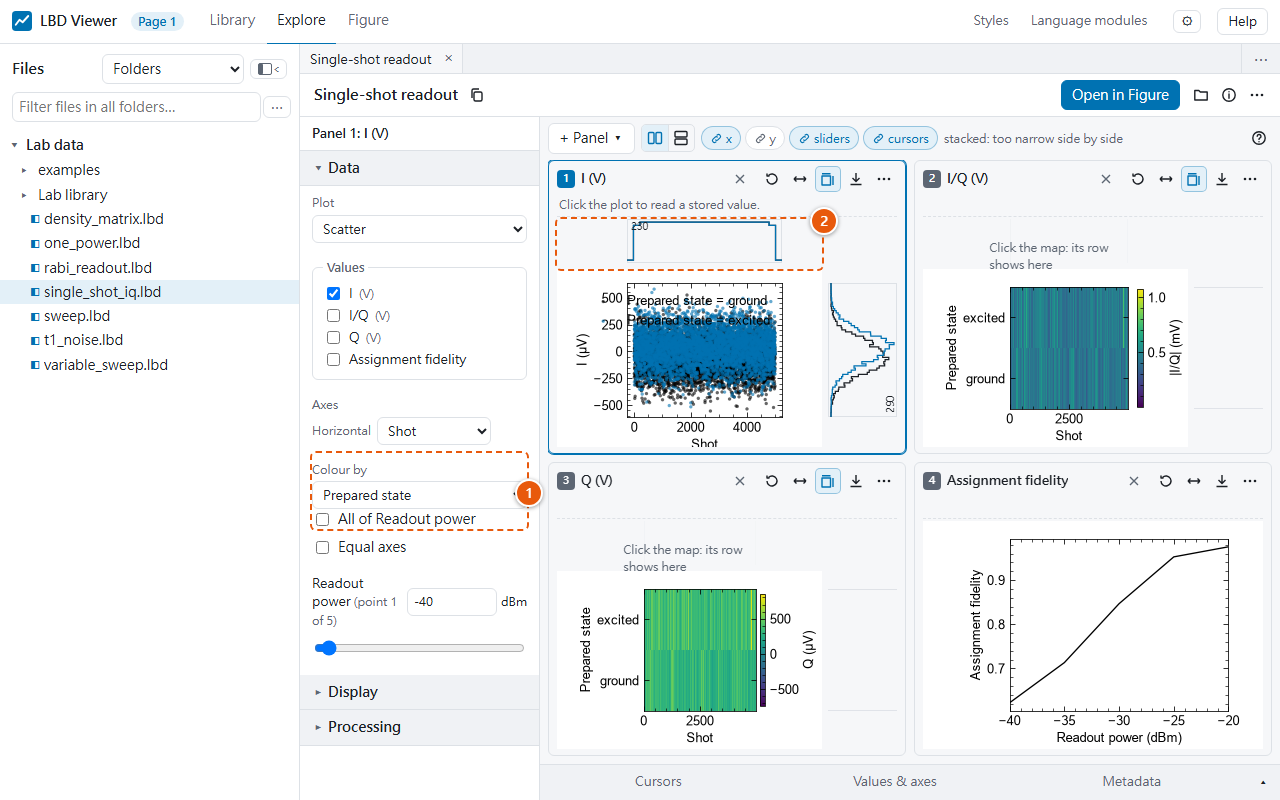 LBD Viewer
Page 1
Library
Explore
Figure
Styles
Language modules
Help
Files
Folders
Filter files in all folders...
Lab data
examples
Lab library
density_matrix.lbd
one_power.lbd
rabi_readout.lbd
single_shot_iq.lbd
sweep.lbd
t1_noise.lbd
variable_sweep.lbd
Single-shot readout
Single-shot readout
Open in Figure
Panel 1: I (V)
Data
Plot
Scatter
Values
I (V)
I/Q (V)
Q (V)
Assignment fidelity
Axes
Horizontal Shot
Colour by
Prepared state
1
All of Readout power
Equal axes
Readout
power (point 1
of 5)
-40
dBm
Display
Processing
+ Panel
x
y
sliders
cursors
stacked: too narrow side by side
1 I (V)
Click the plot to read a stored value.
2
230
Prepared state = ground
Prepared state = excited
500
250
0
−250
−500
I (µV)
0 2000 4000
Shot
290
2 I/Q (V)
Click the map: its row
shows here
Prepared state
excited
ground
0 2500
Shot
1.0
0.5
|I/Q| (mV)
3 Q (V)
Click the map: its row
shows here
Prepared state
excited
ground
0 2500
Shot
500
0
−500
Q (µV)
4 Assignment fidelity
Assignment fidelity
0.9
0.8
0.7
−40 −35 −30 −25 −20
Readout power (dBm)
Cursors
Values & axes
Metadata